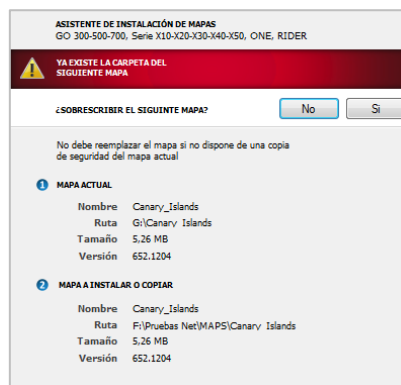 ASISTENTE DE INSTALACIÓN DE MAPAS
GO 300-500-700, Serie X10-X20-X30-X40-X50, ONE, RIDER
YA EXISTE LA CARPETA DEL
SIGUIENTE MAPA
¿SOBRESCRIBIR EL SIGUINTE MAPA?
No
Si
No debe reemplazar el mapa si no dispone de una copia
de seguridad del mapa actual
1 MAPA ACTUAL
Nombre Canary_Islands
Ruta G:\Canary_Islands
Tamaño 5,26 MB
Versión 652.1204
2 MAPA A INSTALAR O COPIAR
Nombre Canary_Islands
Ruta F:\Pruebas Net\MAPS\Canary_Islands
Tamaño 5,26 MB
Versión 652.1204